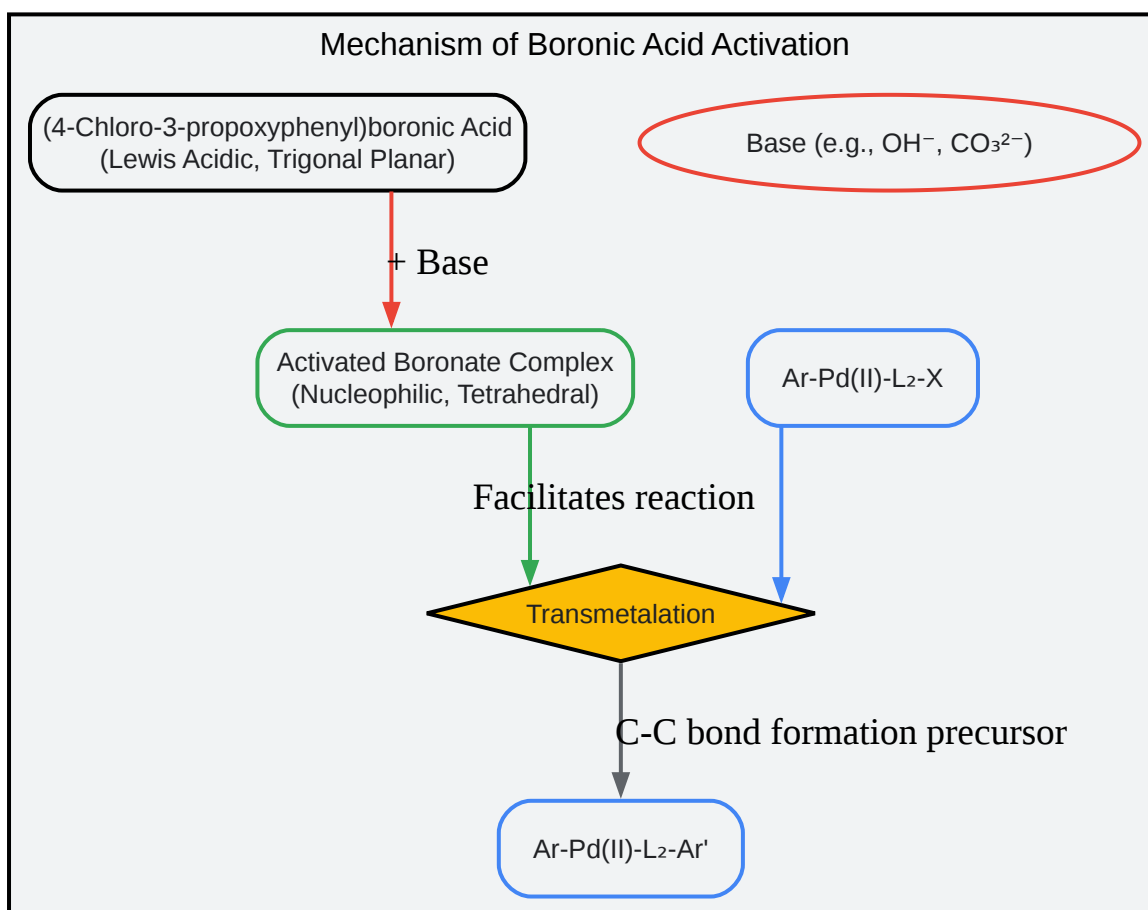 Mechanism of Boronic Acid Activation
(4-Chloro-3-propoxyphenyl)boronic Acid
(Lewis Acidic, Trigonal Planar)
Base (e.g., OH⁻, CO₃²⁻)
+ Base
Activated Boronate Complex
(Nucleophilic, Tetrahedral)
Ar-Pd(II)-L₂-X
Facilitates reaction
Transmetalation
C-C bond formation precursor
Ar-Pd(II)-L₂-Ar'